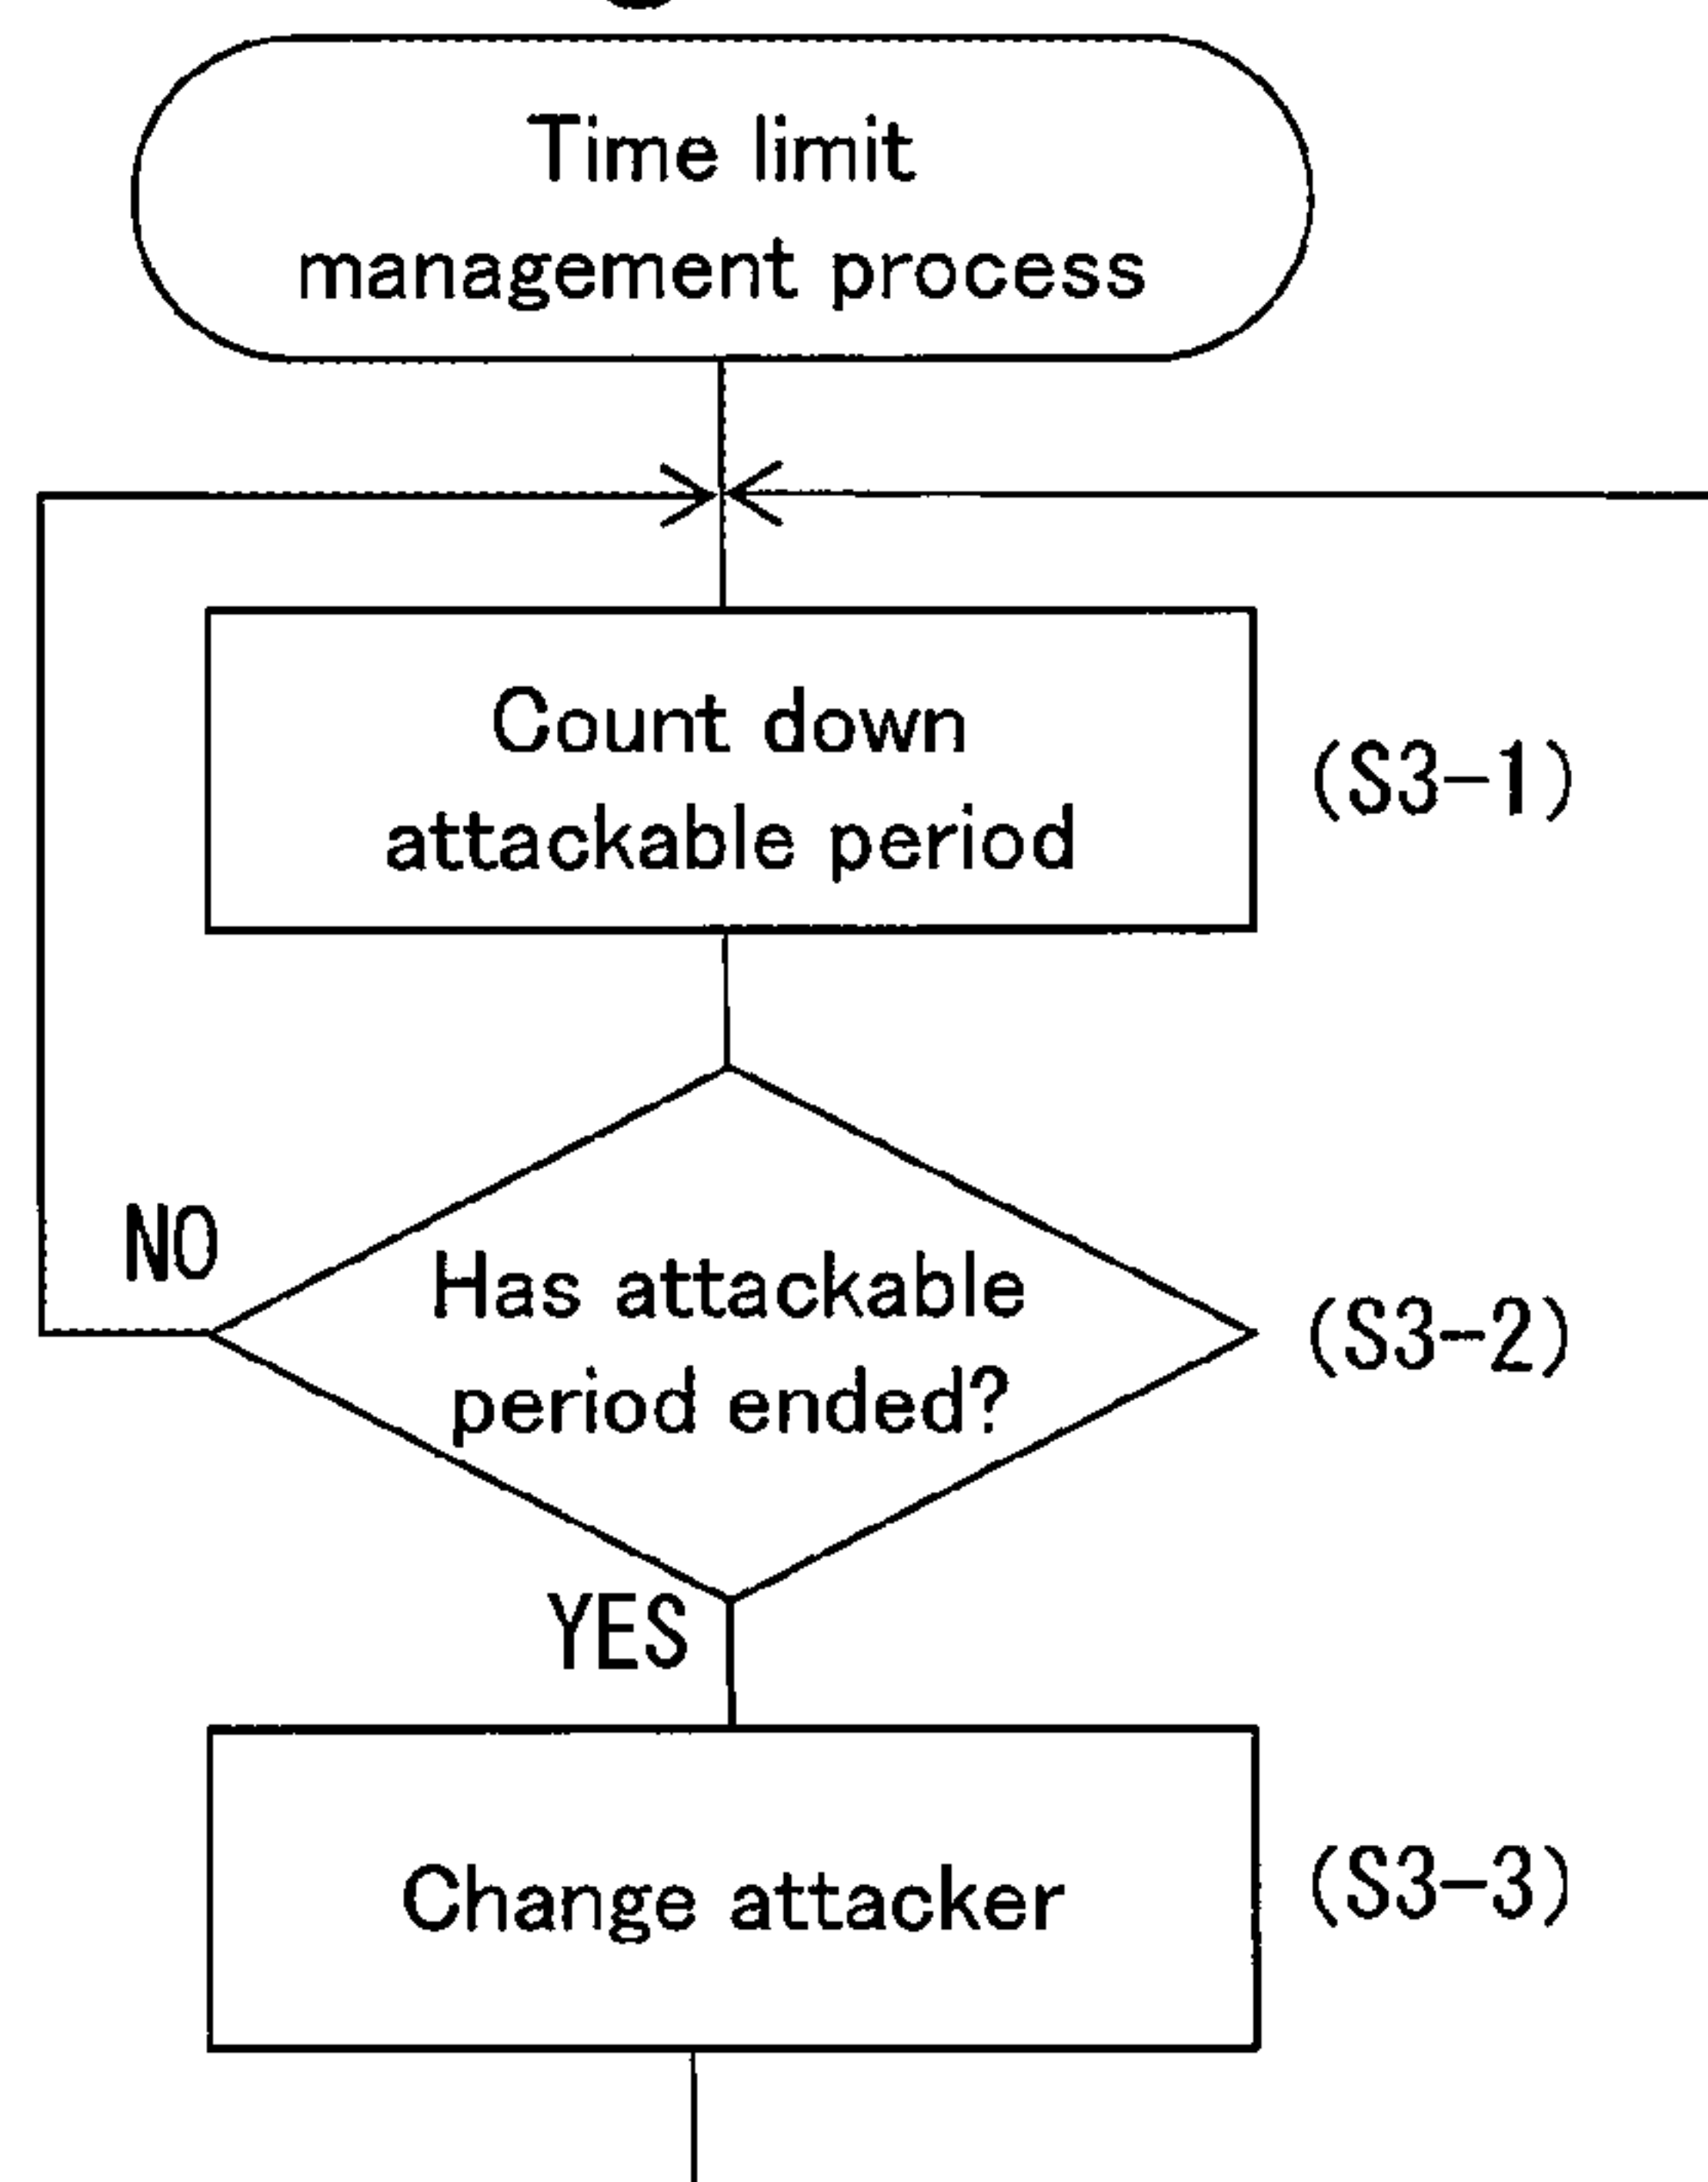 Time limit
management process
Count down
attackable period
(S3-1)
NO
Has attackable
period ended?
(S3-2)
YES
Change attacker
(S3-3)